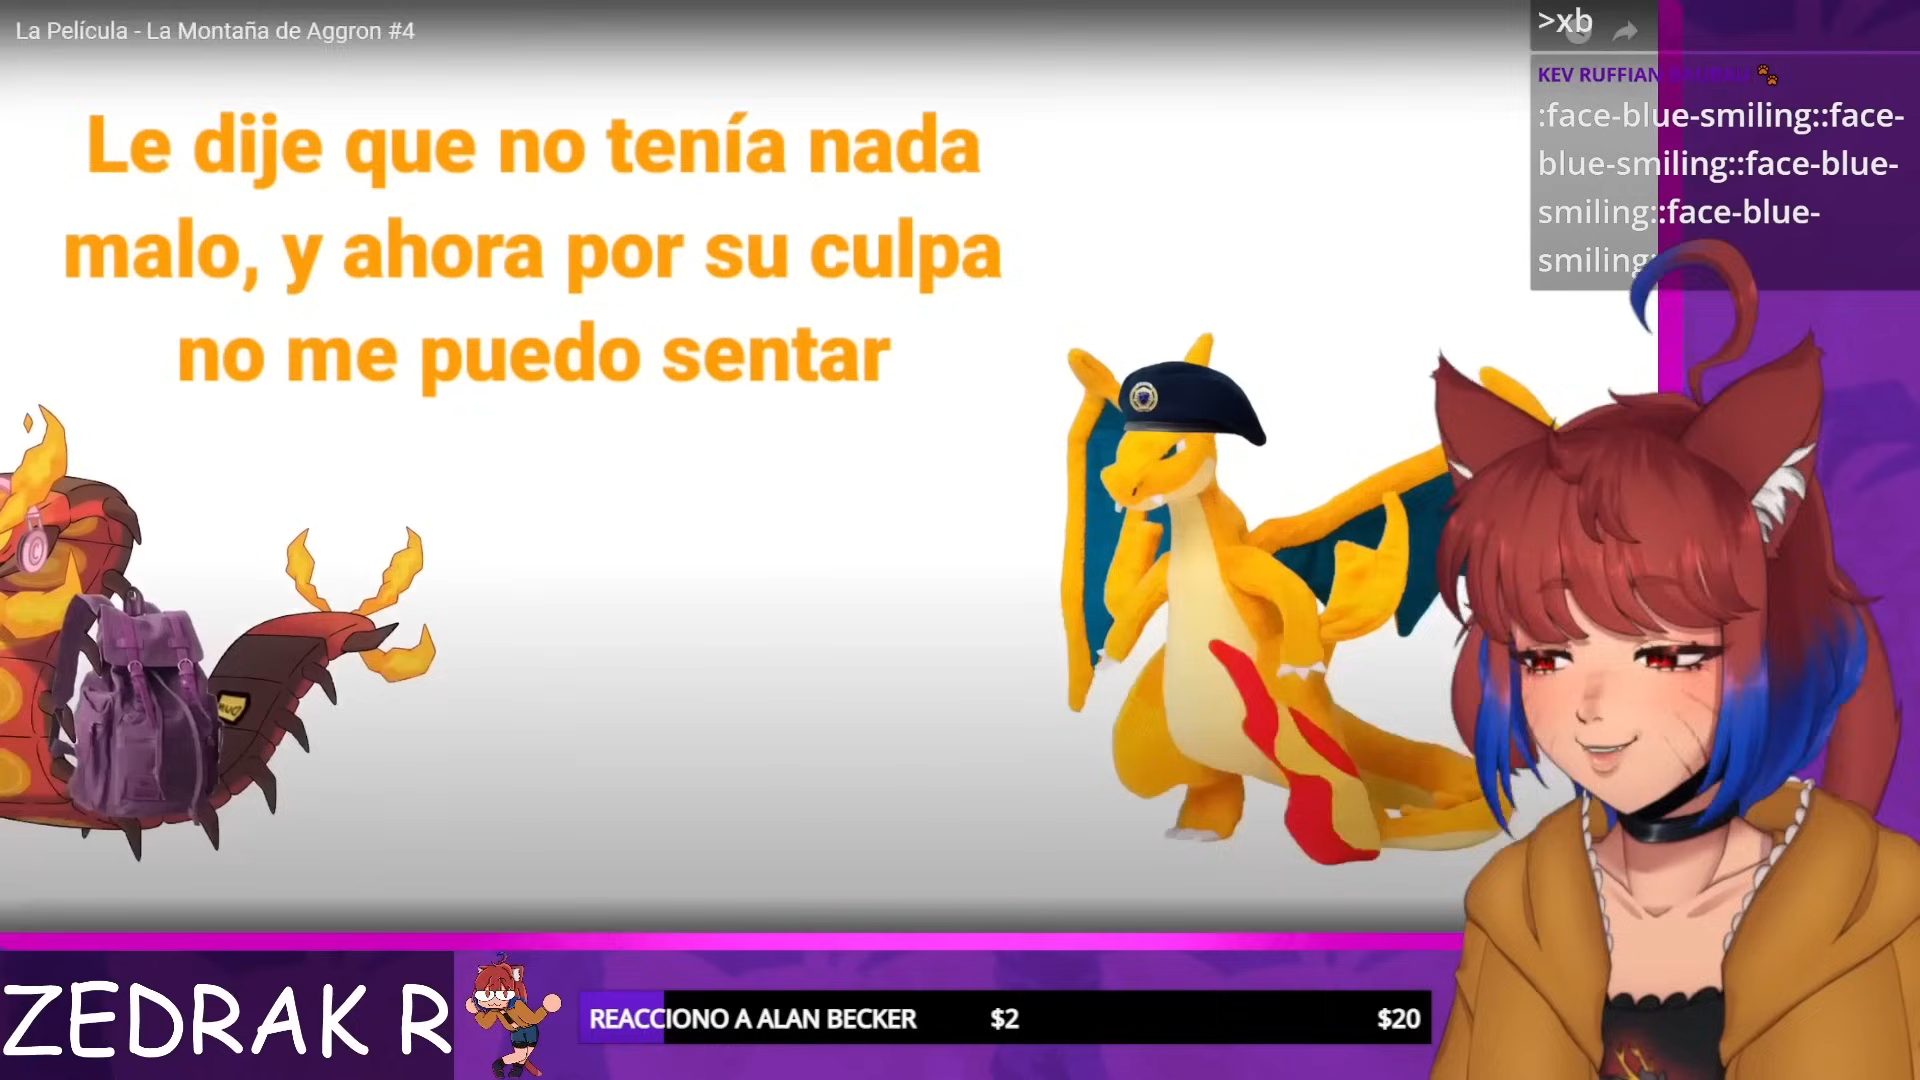 La Película - La Montaña de Aggron #4
>xb
KEV RUFFIAN
:face-blue-smiling::face-
blue-smiling::face-blue-
smiling::face-blue-
smiling:
Le dije que no tenía nada
malo, y ahora por su culpa
no me puedo sentar
ZEDRAK R
REACCIONO A ALAN BECKER $2 $20